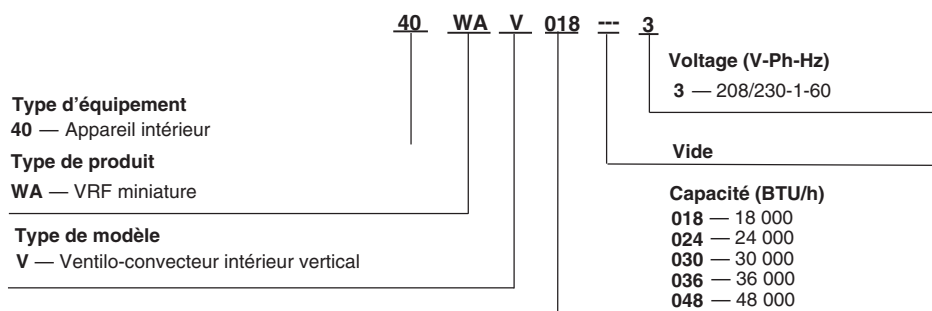 40 WA V 018 --- 3
Type d'équipement
40 — Appareil intérieur
Type de produit
WA — VRF miniature
Type de modèle
V — Ventilo-convecteur intérieur vertical
Voltage (V-Ph-Hz)
3 — 208/230-1-60
Vide
Capacité (BTU/h)
018 — 18 000
024 — 24 000
030 — 30 000
036 — 36 000
048 — 48 000